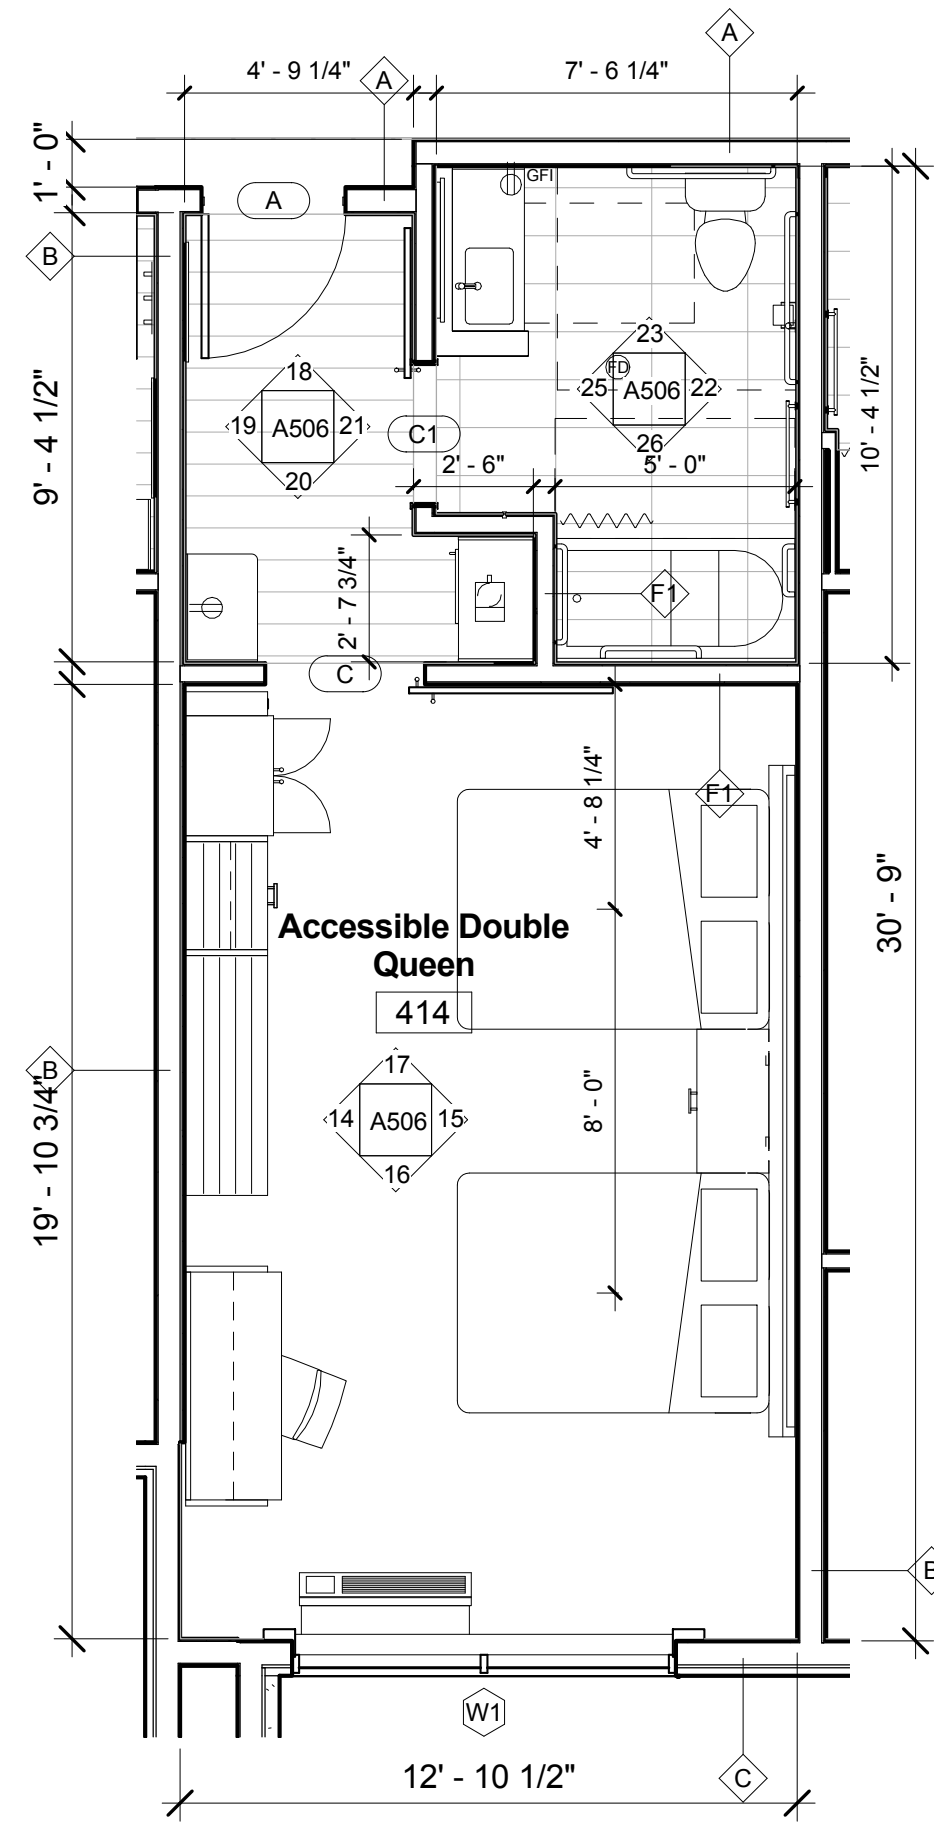 A
4' - 9 1/4"
A
7' - 6 1/4"
1' - 0"
A
GFI
B
23
FD
25
A506
22
26
18
19
A506
21
20
C1
2' - 6"
5' - 0"
9' - 4 1/2"
10' - 4 1/2"
2' - 7 3/4"
F1
C
4' - 8 1/4"
F1
30' - 9"
Accessible Double
Queen
414
B
17
14
A506
15
16
8' - 0"
19' - 10 3/4"
W1
12' - 10 1/2"
C